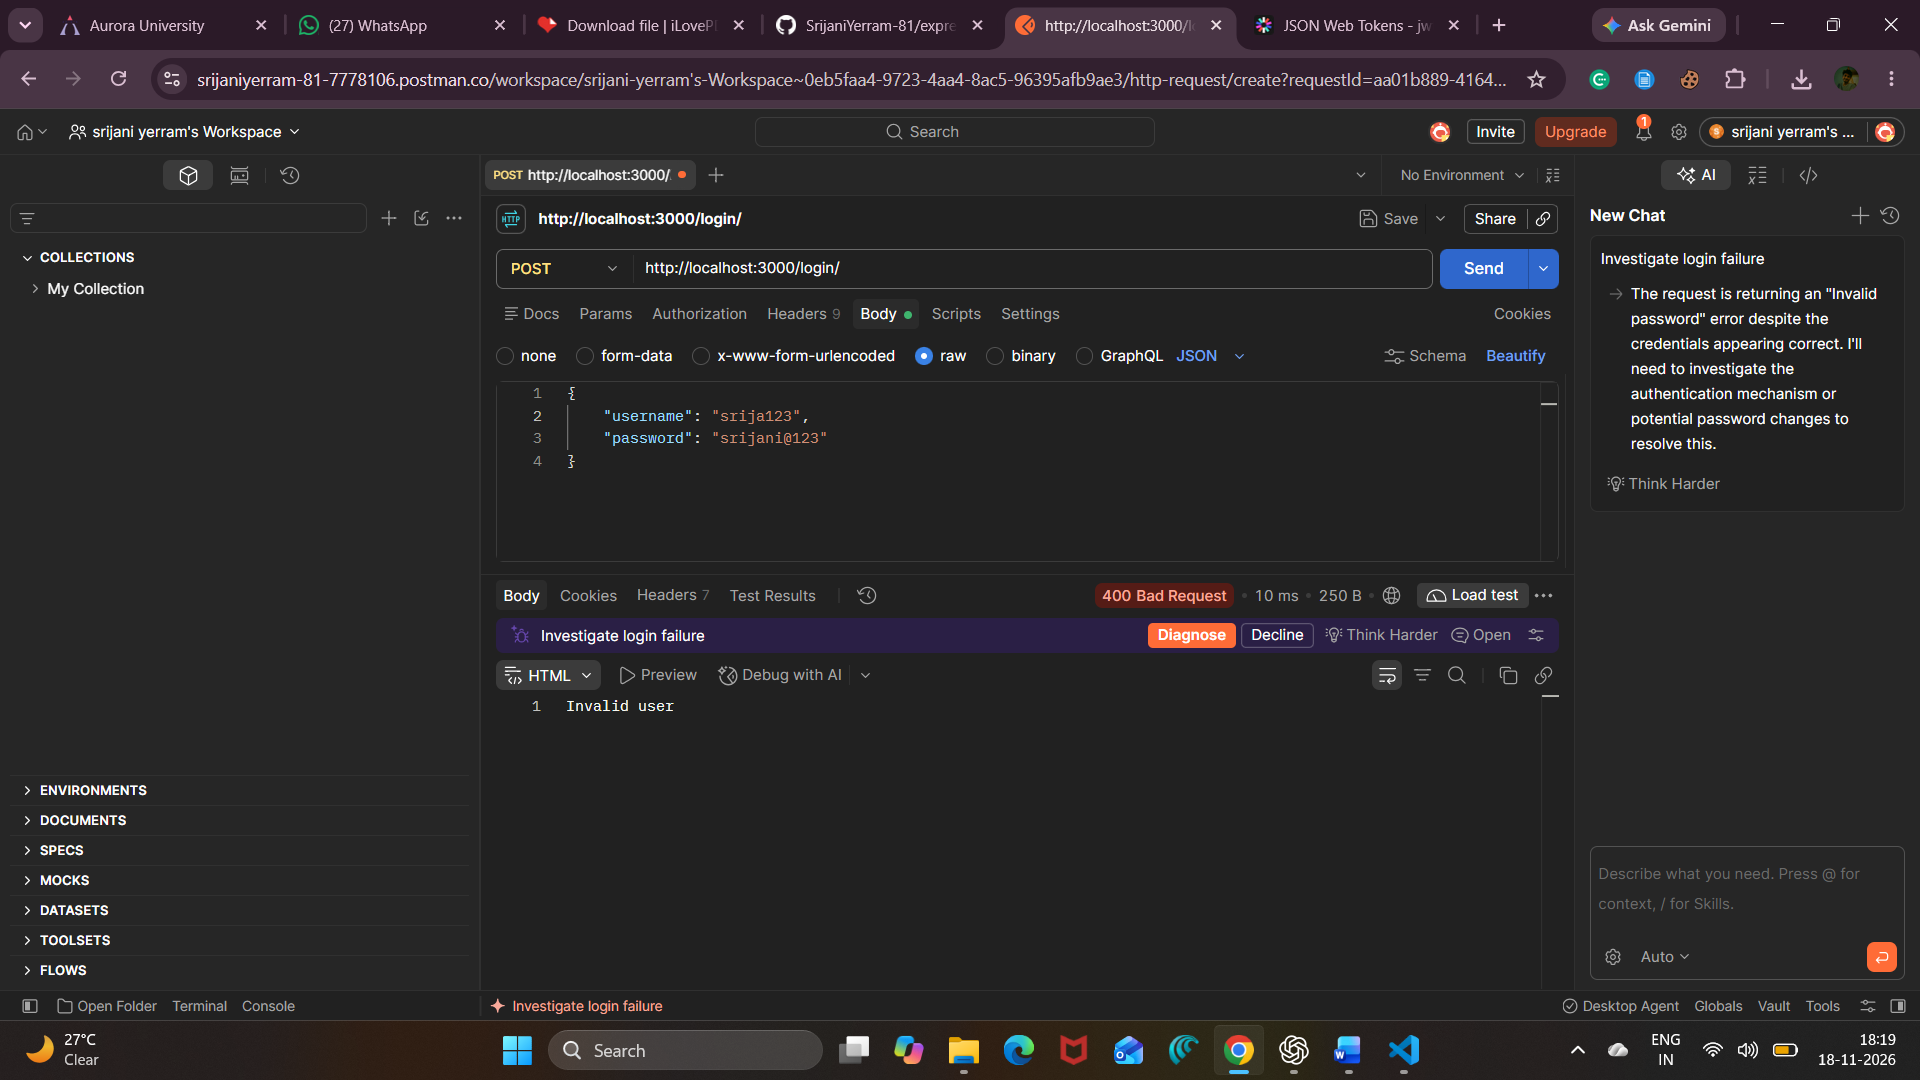 Aurora University
(27) WhatsApp
Download file | iLoveP
SrijaniYerram-81/expre
http://localhost:3000/l
JSON Web Tokens - jw
Ask Gemini
srijaniyerram-81-7778106.postman.co/workspace/srijani-yerram's-Workspace~0eb5faa4-9723-4aa4-8ac5-96395afb9ae3/http-request/create?requestId=aa01b889-4164...
srijani yerram's Workspace
Search
Invite
Upgrade
1
srijani yerram's ...
POST http://localhost:3000/
No Environment
AI
http://localhost:3000/login/
Save
Share
New Chat
COLLECTIONS
My Collection
POST
http://localhost:3000/login/
Send
Investigate login failure
The request is returning an "Invalid
password" error despite the
credentials appearing correct. I'll
need to investigate the
authentication mechanism or
potential password changes to
resolve this.
Think Harder
Docs Params Authorization Headers 9 Body Scripts Settings Cookies
none form-data x-www-form-urlencoded raw binary GraphQL JSON Schema Beautify
1 {
2 "username": "srija123",
3 "password": "srijani@123"
4 }
Body Cookies Headers 7 Test Results 400 Bad Request • 10 ms • 250 B • Load test
Investigate login failure Diagnose Decline Think Harder Open
HTML Preview Debug with AI
1 Invalid user
ENVIRONMENTS
DOCUMENTS
SPECS
MOCKS
DATASETS
TOOLSETS
FLOWS
Describe what you need. Press @ for
context, / for Skills.
Auto
Open Folder Terminal Console Investigate login failure Desktop Agent Globals Vault Tools
27°C
Clear
Search
ENG
IN
18:19
18-11-2026